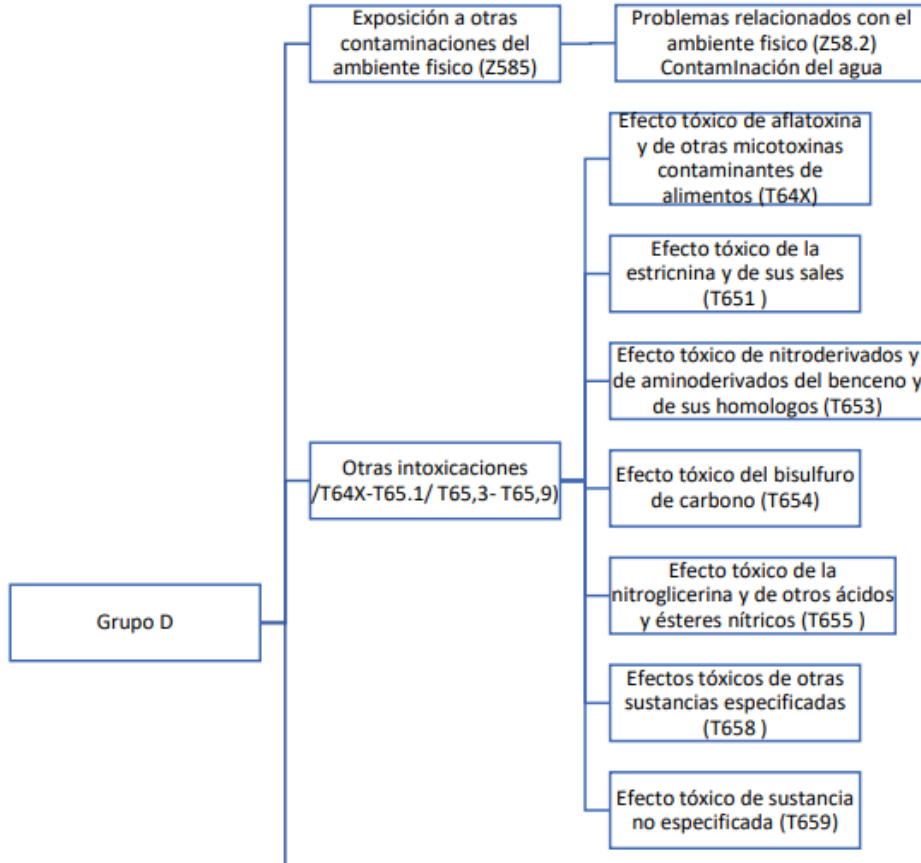 Exposición a otras
contaminaciones del
ambiente fisico (Z585)
Problemas relacionados con el
ambiente fisico (Z58.2)
ContamInación del agua
Efecto tóxico de aflatoxina
y de otras micotoxinas
contaminantes de
alimentos (T64X)
Efecto tóxico de la
estricnina y de sus sales
(T651 )
Efecto tóxico de nitroderivados y
de aminoderivados del benceno y
de sus homologos (T653)
Otras intoxicaciones
/T64X-T65.1/ T65,3- T65,9)
Efecto tóxico del bisulfuro
de carbono (T654)
Efecto tóxico de la
nitroglicerina y de otros ácidos
y ésteres nítricos (T655 )
Grupo D
Efectos tóxicos de otras
sustancias especificadas
(T658 )
Efecto tóxico de sustancia
no especificada (T659)